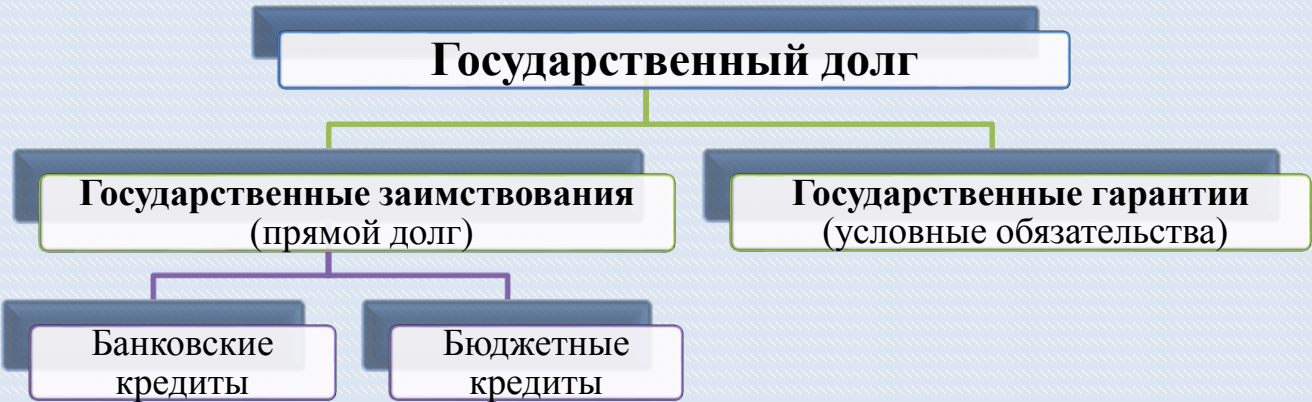 Государственный долг
Государственные заимствования
(прямой долг)
Государственные гарантии
(условные обязательства)
Банковские
кредиты
Бюджетные
кредиты